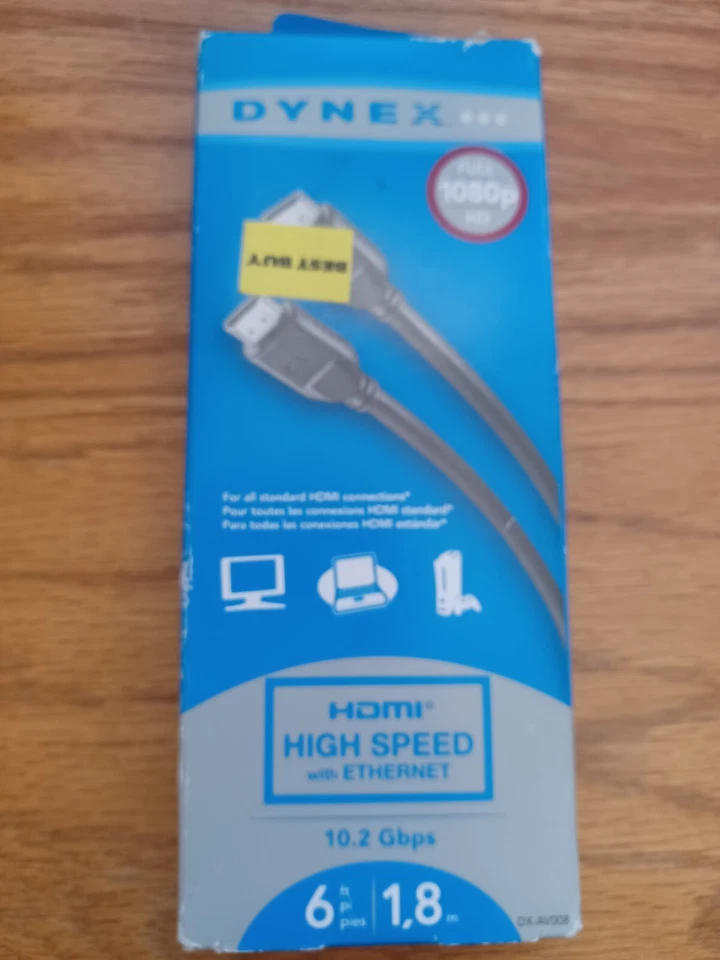 DYNEX
FULL
1080p
HD
BEST BUY
For all standard HDMI connections*
Pour toutes les connexions HDMI standard*
Para todas las conexiones HDMI estándar*
HDMI®
HIGH SPEED
with ETHERNET
10.2 Gbps
6 ft pi pies 1,8 m
DX-AV008